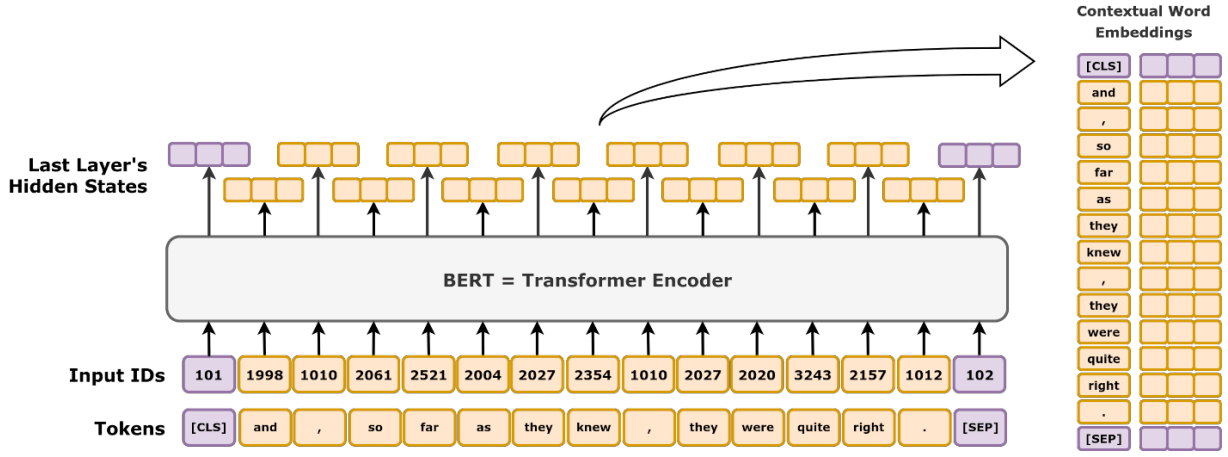 Contextual Word
Embeddings
[CLS]
and
,
so
far
as
they
knew
,
they
were
quite
right
.
[SEP]
Last Layer's
Hidden States
BERT = Transformer Encoder
Input IDs 101 1998 1010 2061 2521 2004 2027 2354 1010 2027 2020 3243 2157 1012 102
Tokens [CLS] and , so far as they knew , they were quite right . [SEP]